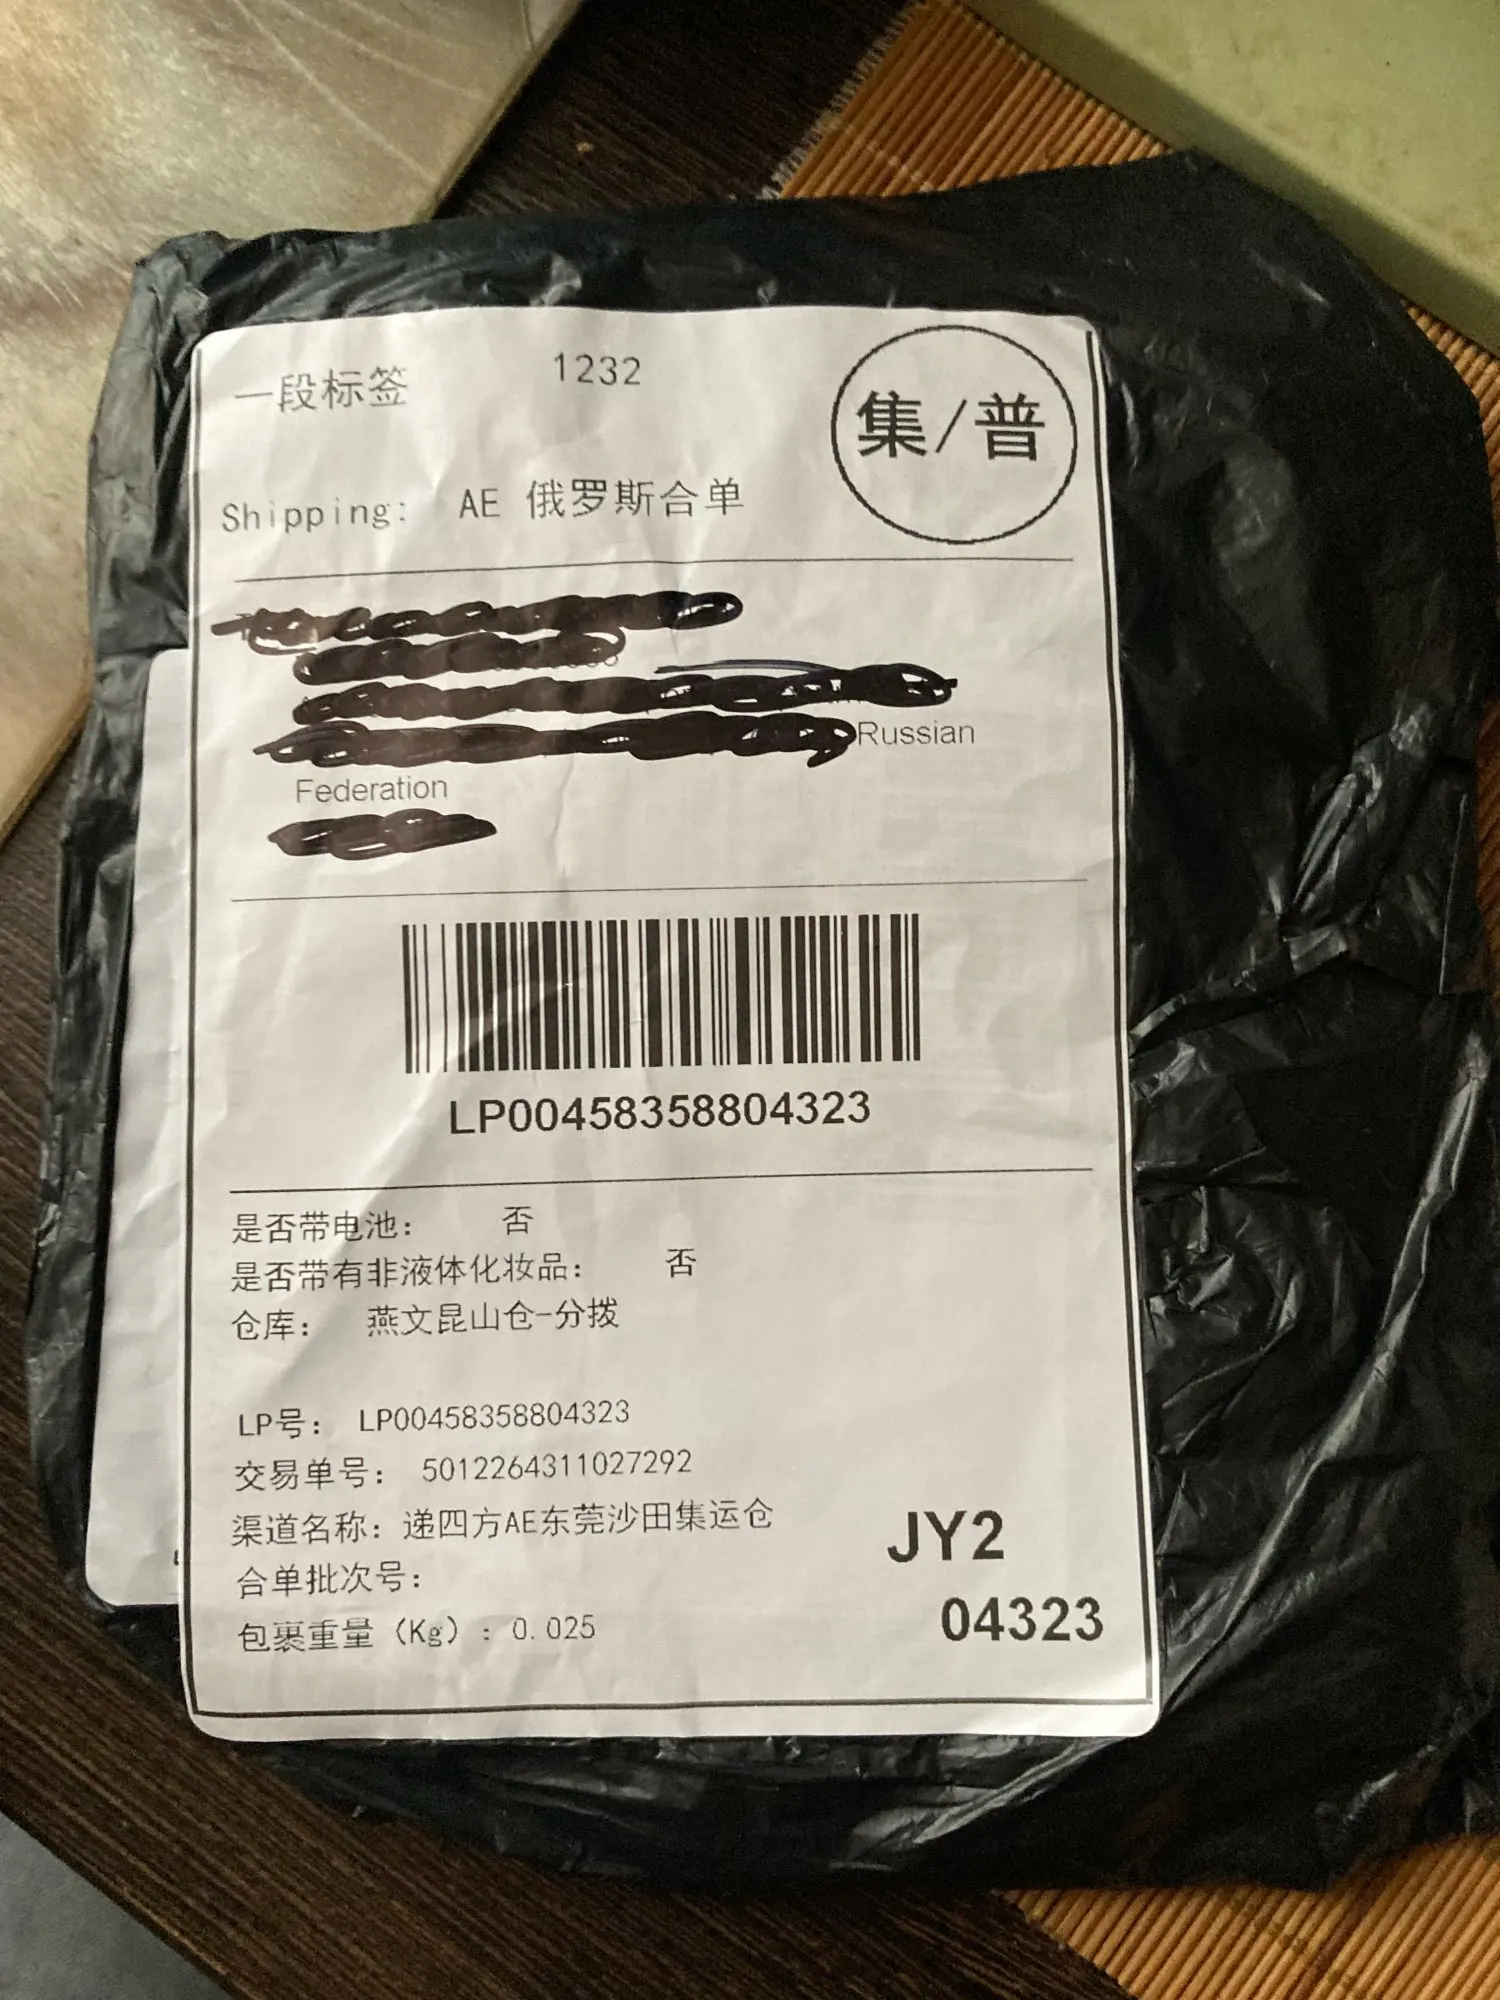 一段标签
1232
集/普
Shipping: AE 俄罗斯合单
Russian
Federation
LP00458358804323
是否带电池: 否
是否带有非液体化妆品: 否
仓库: 燕文昆山仓-分拨
LP号: LP00458358804323
交易单号: 5012264311027292
渠道名称: 递四方AE东莞沙田集运仓
合单批次号:
包裹重量(Kg): 0.025
JY2
04323